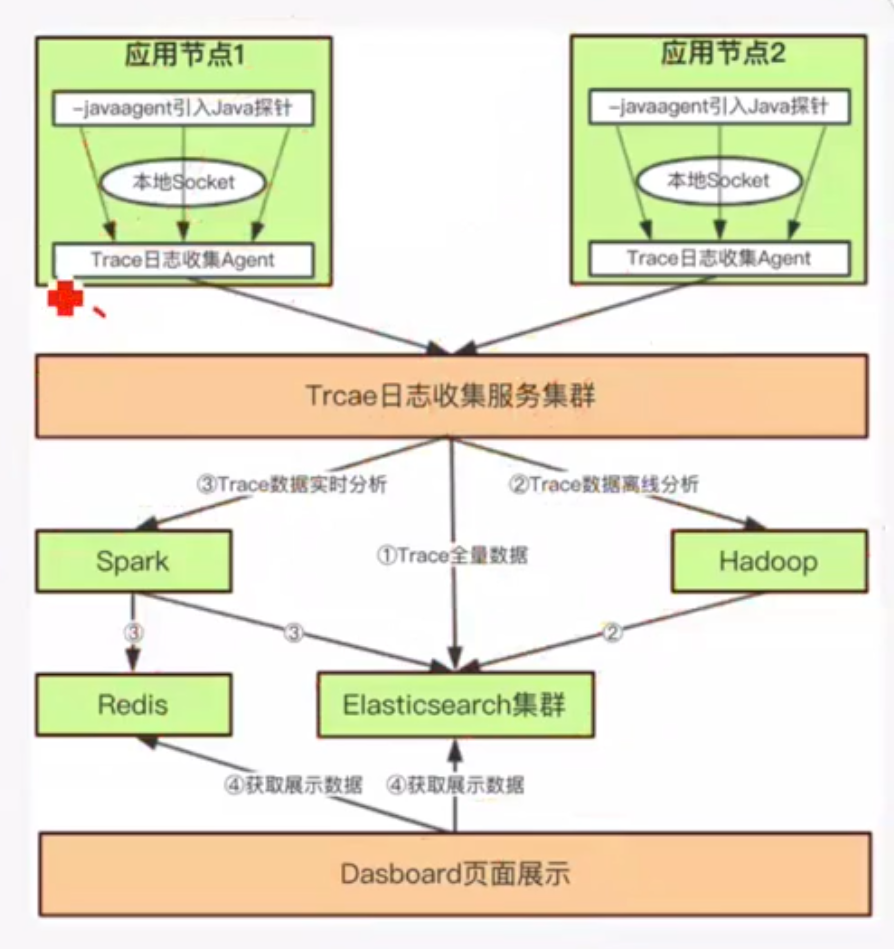 应用节点1
应用节点2
-javaagent引入Java探针
-javaagent引入Java探针
本地Socket
本地Socket
Trace日志收集Agent
Trace日志收集Agent
Trcae日志收集服务集群
③Trace数据实时分析
②Trace数据离线分析
①Trace全量数据
Spark
Hadoop
③
③
②
Redis
Elasticsearch集群
④获取展示数据
④获取展示数据
Dasboard页面展示